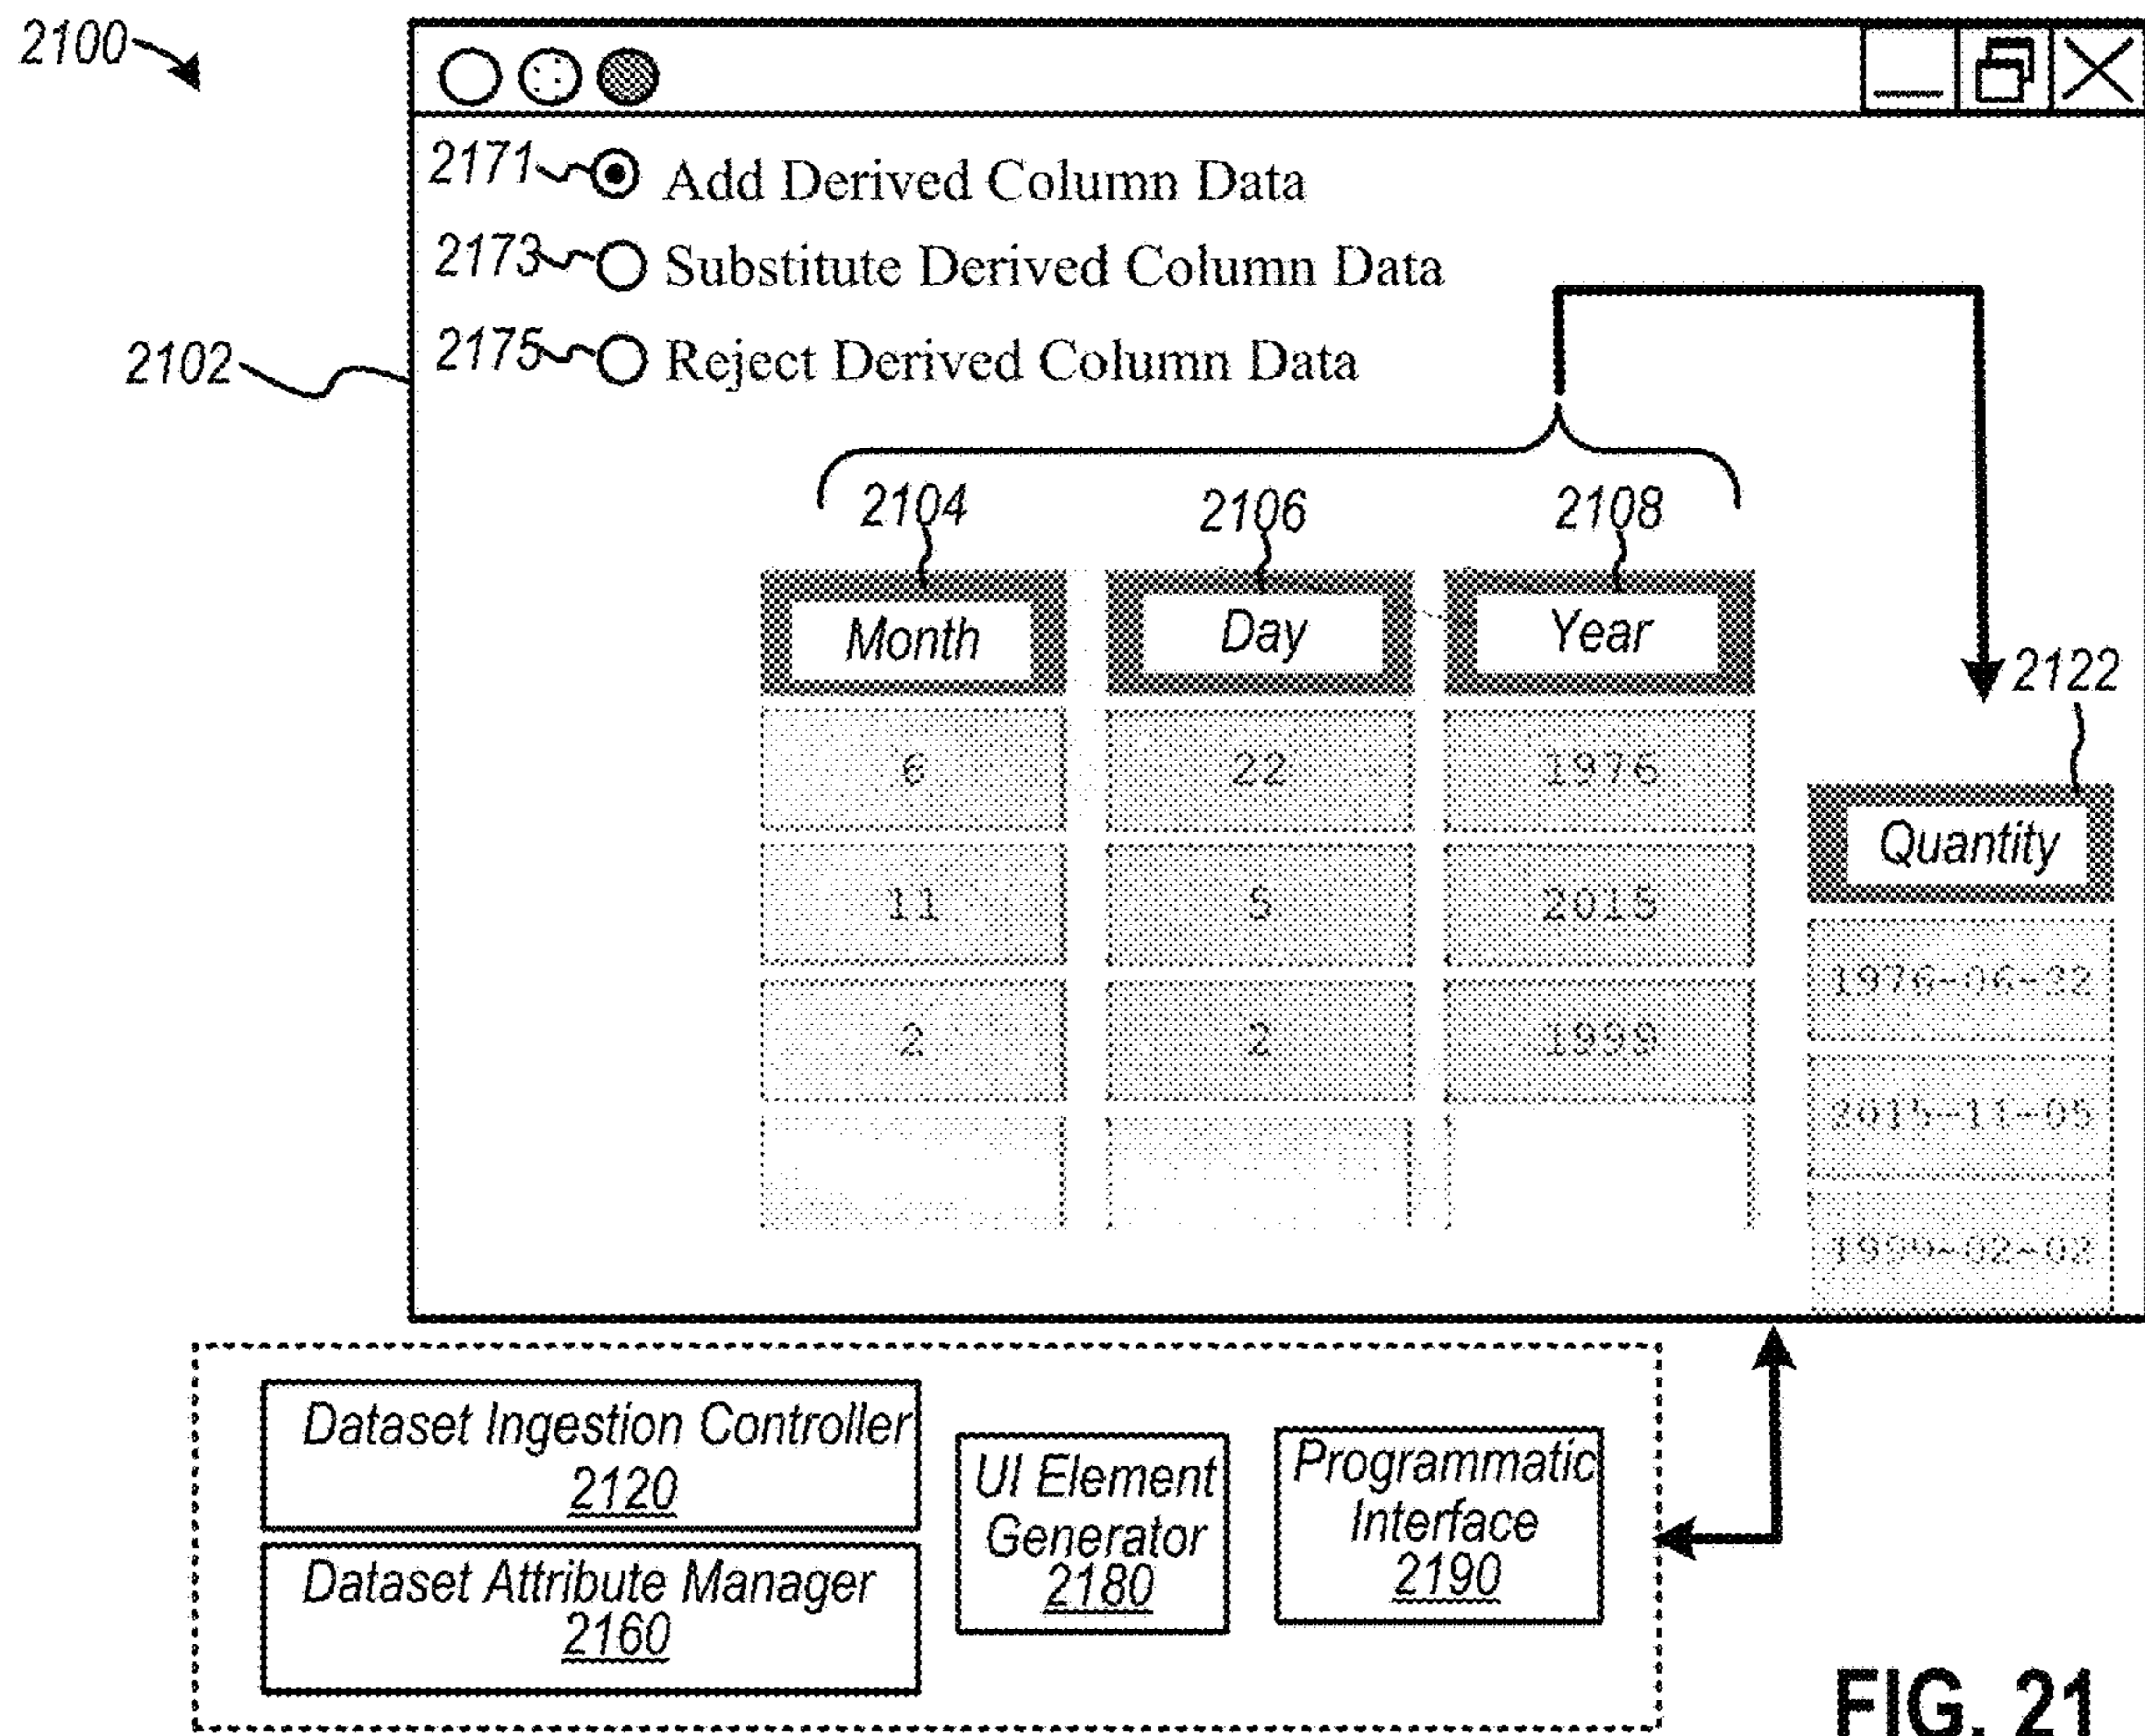 2100
2171 Add Derived Column Data
2173 Substitute Derived Column Data
2102
2175 Reject Derived Column Data
2104 2106 2108
Month Day Year
2122
6 22 1976
Quantity
11 5 2015
1976-06-22
2 2 1999
2015-11-05
1999-02-02
Dataset Ingestion Controller
2120
Dataset Attribute Manager
2160
UI Element
Generator
2180
Programmatic
Interface
2190
FIG. 21